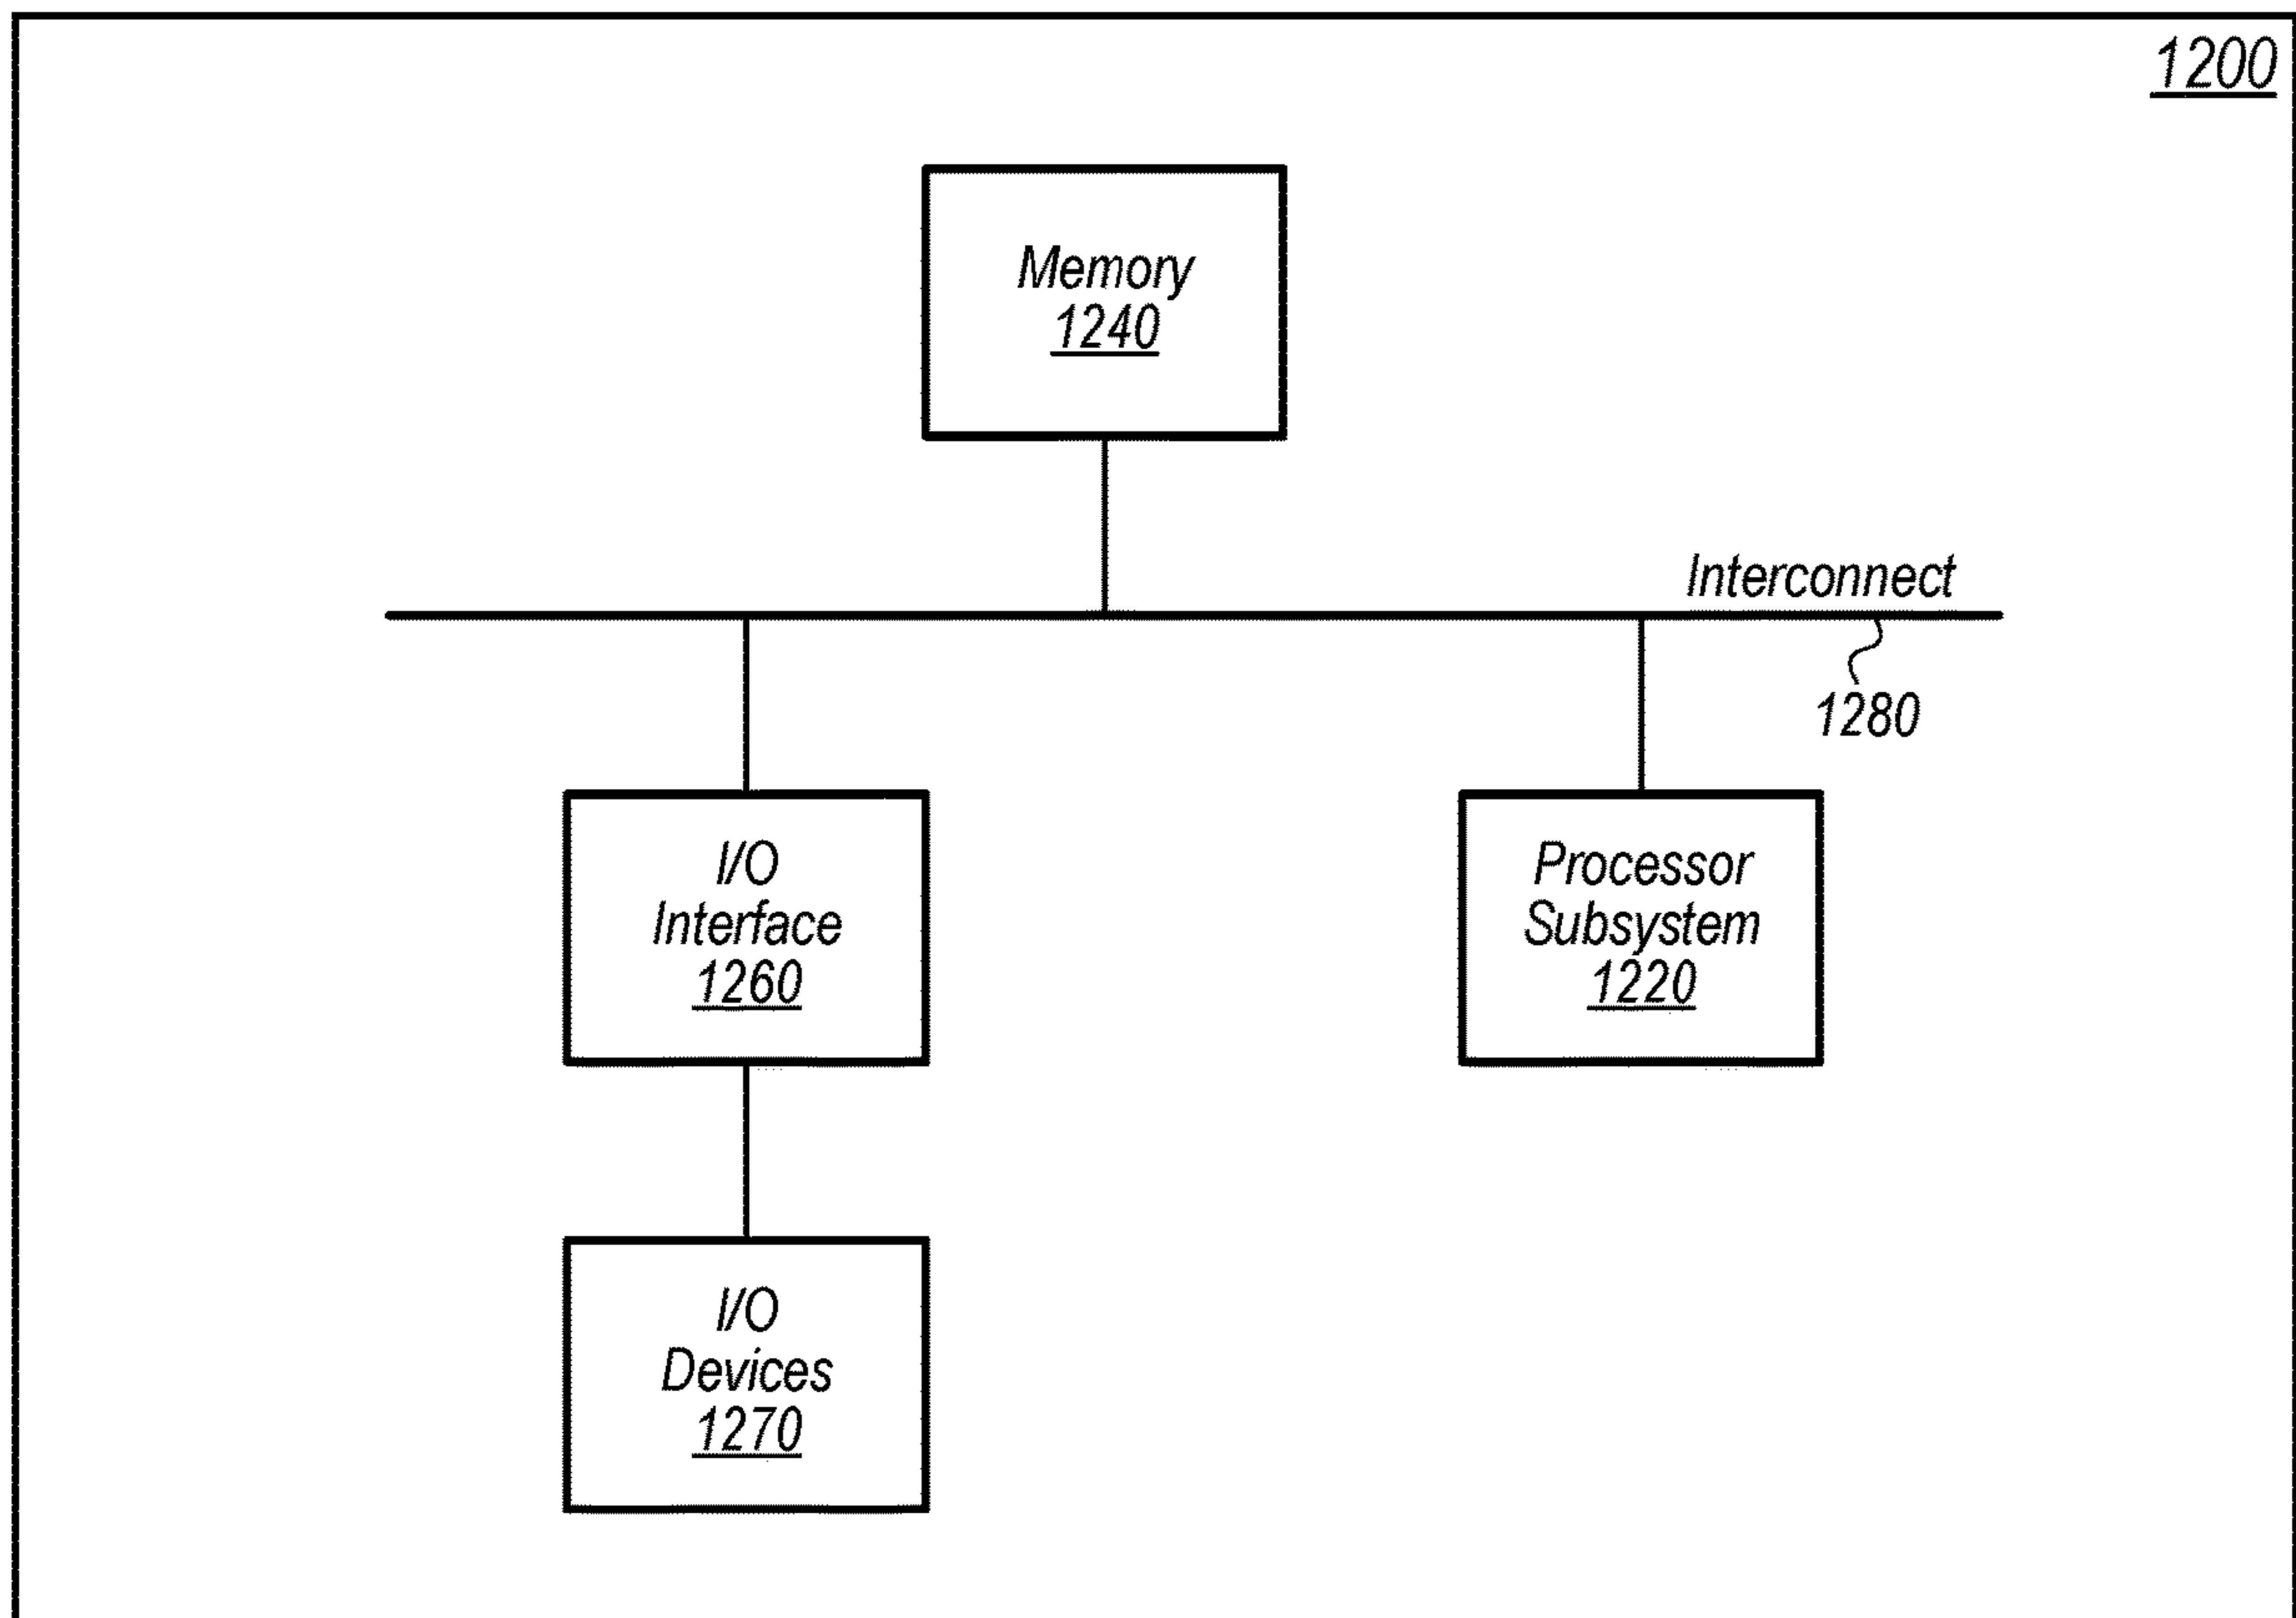 1200
Memory
1240
Interconnect
1280
I/O
Interface
1260
Processor
Subsystem
1220
I/O
Devices
1270